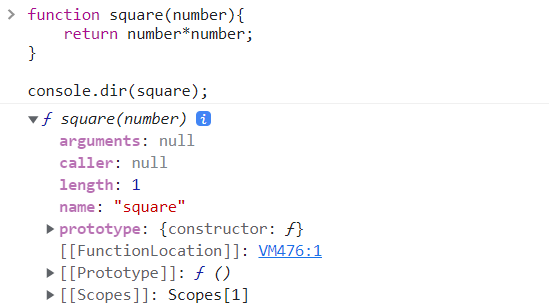 > function square(number){
return number*number;
}
console.dir(square);
▼ƒ square(number) i
arguments: null
caller: null
length: 1
name: "square"
▶prototype: {constructor: ƒ}
[[FunctionLocation]]: VM476:1
▶[[Prototype]]: ƒ ()
▶[[Scopes]]: Scopes[1]